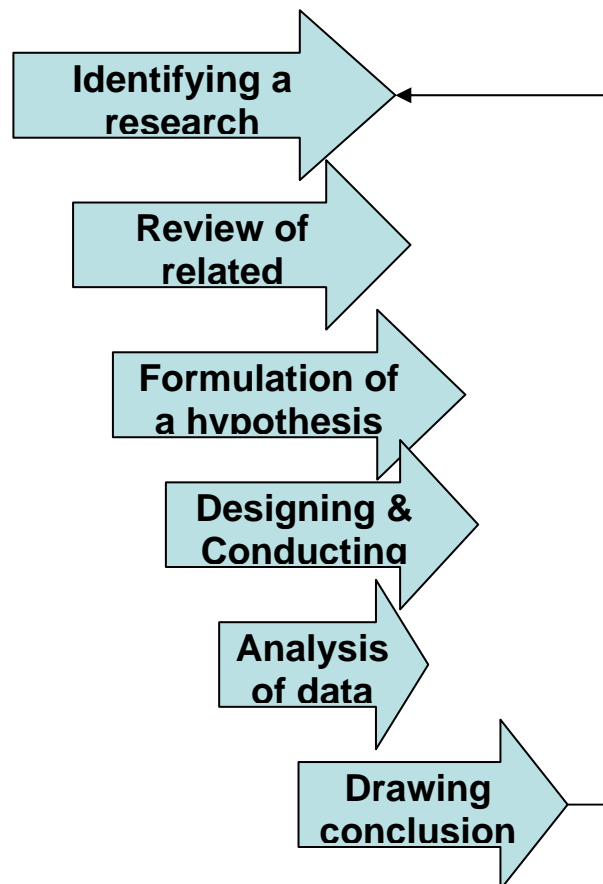 Identifying a
research
Review of
related
Formulation of
a hypothesis
Designing &
Conducting
Analysis
of data
Drawing
conclusion